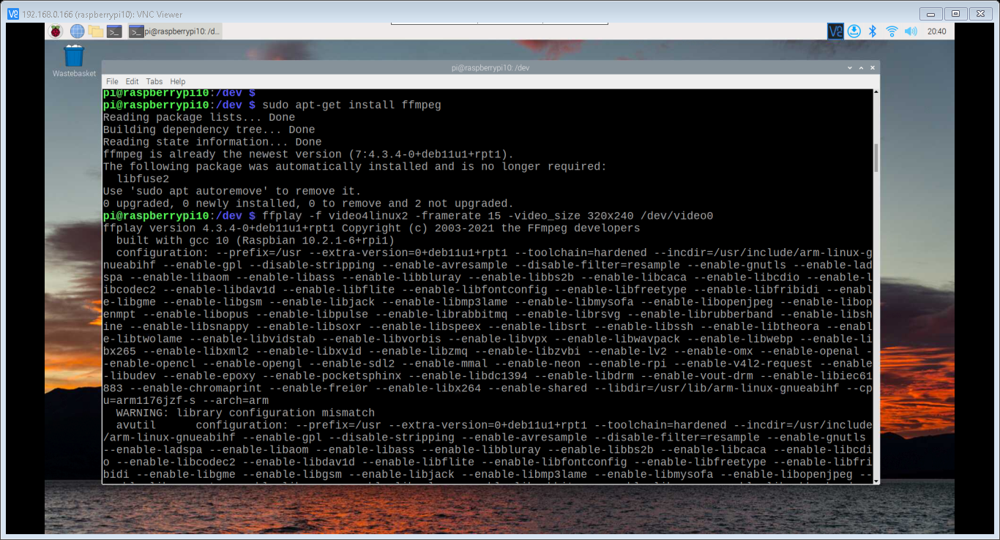 192.168.0.166 (raspberrypi10): VNC Viewer
pi@raspberrypi10: /d...
20:40
Wastebasket
pi@raspberrypi10: /dev
File Edit Tabs Help
pi@raspberrypi10:/dev $
pi@raspberrypi10:/dev $ sudo apt-get install ffmpeg
Reading package lists... Done
Building dependency tree... Done
Reading state information... Done
ffmpeg is already the newest version (7:4.3.4-0+deb11u1+rpt1).
The following package was automatically installed and is no longer required:
  libfuse2
Use 'sudo apt autoremove' to remove it.
0 upgraded, 0 newly installed, 0 to remove and 2 not upgraded.
pi@raspberrypi10:/dev $ ffplay -f video4linux2 -framerate 15 -video_size 320x240 /dev/video0
ffplay version 4.3.4-0+deb11u1+rpt1 Copyright (c) 2003-2021 the FFmpeg developers
  built with gcc 10 (Raspbian 10.2.1-6+rpi1)
  configuration: --prefix=/usr --extra-version=0+deb11u1+rpt1 --toolchain=hardened --incdir=/usr/include/arm-linux-g
nueabihf --enable-gpl --disable-stripping --enable-avresample --disable-filter=resample --enable-gnutls --enable-lad
spa --enable-libaom --enable-libass --enable-libbluray --enable-libbs2b --enable-libcaca --enable-libcdio --enable-l
ibcodec2 --enable-libdav1d --enable-libflite --enable-libfontconfig --enable-libfreetype --enable-libfribidi --enabl
e-libgme --enable-libgsm --enable-libjack --enable-libmp3lame --enable-libmysofa --enable-libopenjpeg --enable-libop
enmpt --enable-libopus --enable-libpulse --enable-librabbitmq --enable-librsvg --enable-librubberband --enable-libsh
ine --enable-libsnappy --enable-libsoxr --enable-libspeex --enable-libsrt --enable-libssh --enable-libtheora --enabl
e-libtwolame --enable-libvidstab --enable-libvorbis --enable-libvpx --enable-libwavpack --enable-libwebp --enable-li
bx265 --enable-libxml2 --enable-libxvid --enable-libzmq --enable-libzvbi --enable-lv2 --enable-omx --enable-openal -
-enable-opencl --enable-opengl --enable-sdl2 --enable-mmal --enable-neon --enable-rpi --enable-v4l2-request --enable
-libudev --enable-epoxy --enable-pocketsphinx --enable-libdc1394 --enable-libdrm --enable-vout-drm --enable-libiec61
883 --enable-chromaprint --enable-frei0r --enable-libx264 --enable-shared --libdir=/usr/lib/arm-linux-gnueabihf --cp
u=arm1176jzf-s --arch=arm
  WARNING: library configuration mismatch
  avutil      configuration: --prefix=/usr --extra-version=0+deb11u1+rpt1 --toolchain=hardened --incdir=/usr/include
/arm-linux-gnueabihf --enable-gpl --disable-stripping --enable-avresample --disable-filter=resample --enable-gnutls
--enable-ladspa --enable-libaom --enable-libass --enable-libbluray --enable-libbs2b --enable-libcaca --enable-libcdi
o --enable-libcodec2 --enable-libdav1d --enable-libflite --enable-libfontconfig --enable-libfreetype --enable-libfri
bidi --enable-libgme --enable-libgsm --enable-libjack --enable-libmp3lame --enable-libmysofa --enable-libopenjpeg --